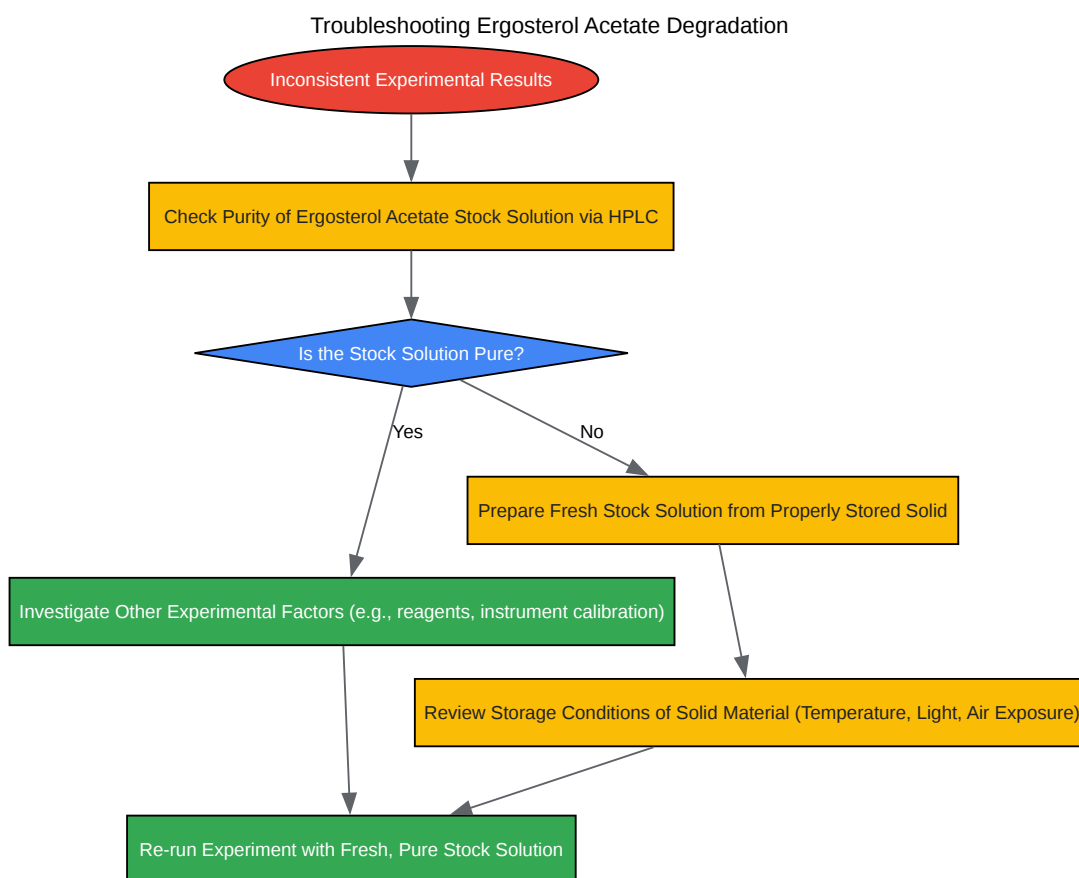 Troubleshooting Ergosterol Acetate Degradation
Inconsistent Experimental Results
Check Purity of Ergosterol Acetate Stock Solution via HPLC
Is the Stock Solution Pure?
Yes
No
Prepare Fresh Stock Solution from Properly Stored Solid
Investigate Other Experimental Factors (e.g., reagents, instrument calibration)
Review Storage Conditions of Solid Material (Temperature, Light, Air Exposure)
Re-run Experiment with Fresh, Pure Stock Solution